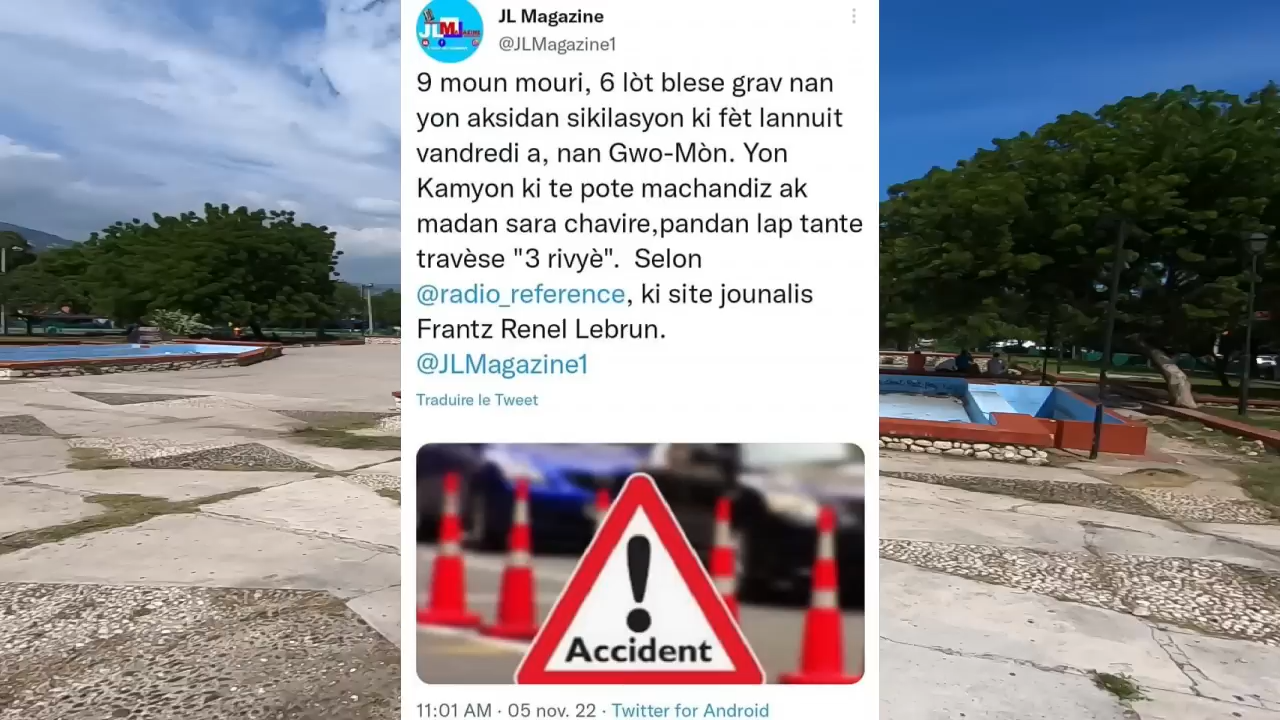 JL Magazine
@JLMagazine1
9 moun mouri, 6 lòt blese grav nan
yon aksidan sikilasyon ki fèt lannuit
vandredi a, nan Gwo-Mòn. Yon
Kamyon ki te pote machandiz ak
madan sara chavire,pandan lap tante
travèse "3 rivyè".  Selon
@radio_reference, ki site jounalis
Frantz Renel Lebrun.
@JLMagazine1
Traduire le Tweet
Accident
11:01 AM · 05 nov. 22 · Twitter for Android